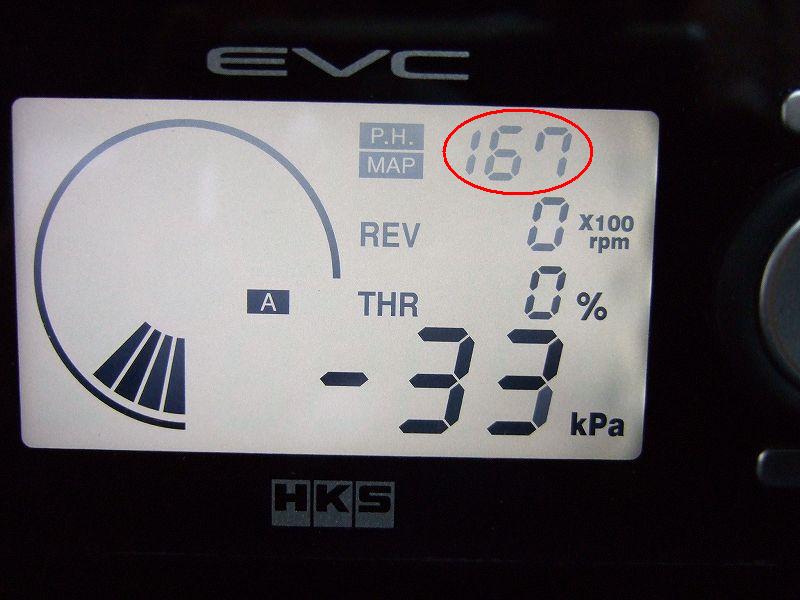 EVC
P.H.
MAP 167
REV 0 X100 rpm
A THR 0 %
-33 kPa
HKS